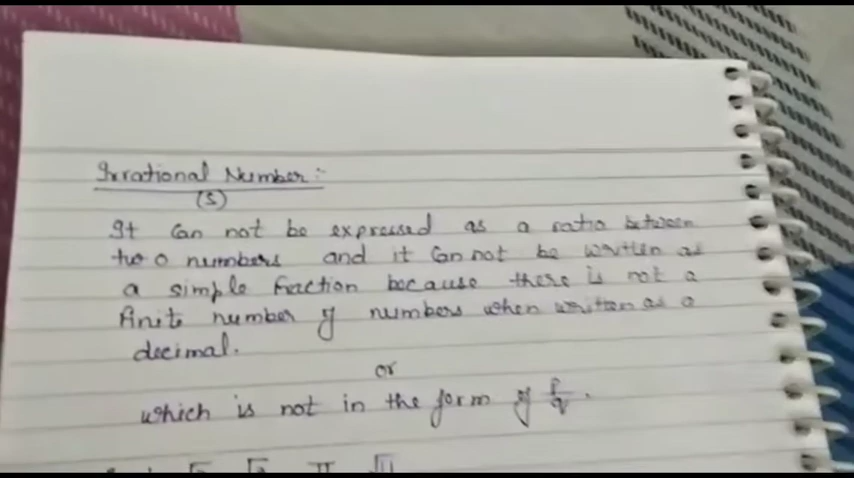 Irrational Number :-
(S)
It can not be expressed as a ratio between
two numbers and it can not be written as
a simple fraction because there is not a
finite number of numbers when written as a
decimal.
or
which is not in the form of p/q.
π √11